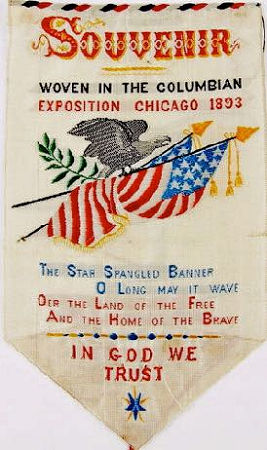 SOUVENIR
WOVEN IN THE COLUMBIAN
EXPOSITION CHICAGO 1893
THE STAR SPANGLED BANNER
O LONG MAY IT WAVE
OER THE LAND OF THE FREE
AND THE HOME OF THE BRAVE
IN GOD WE
TRUST